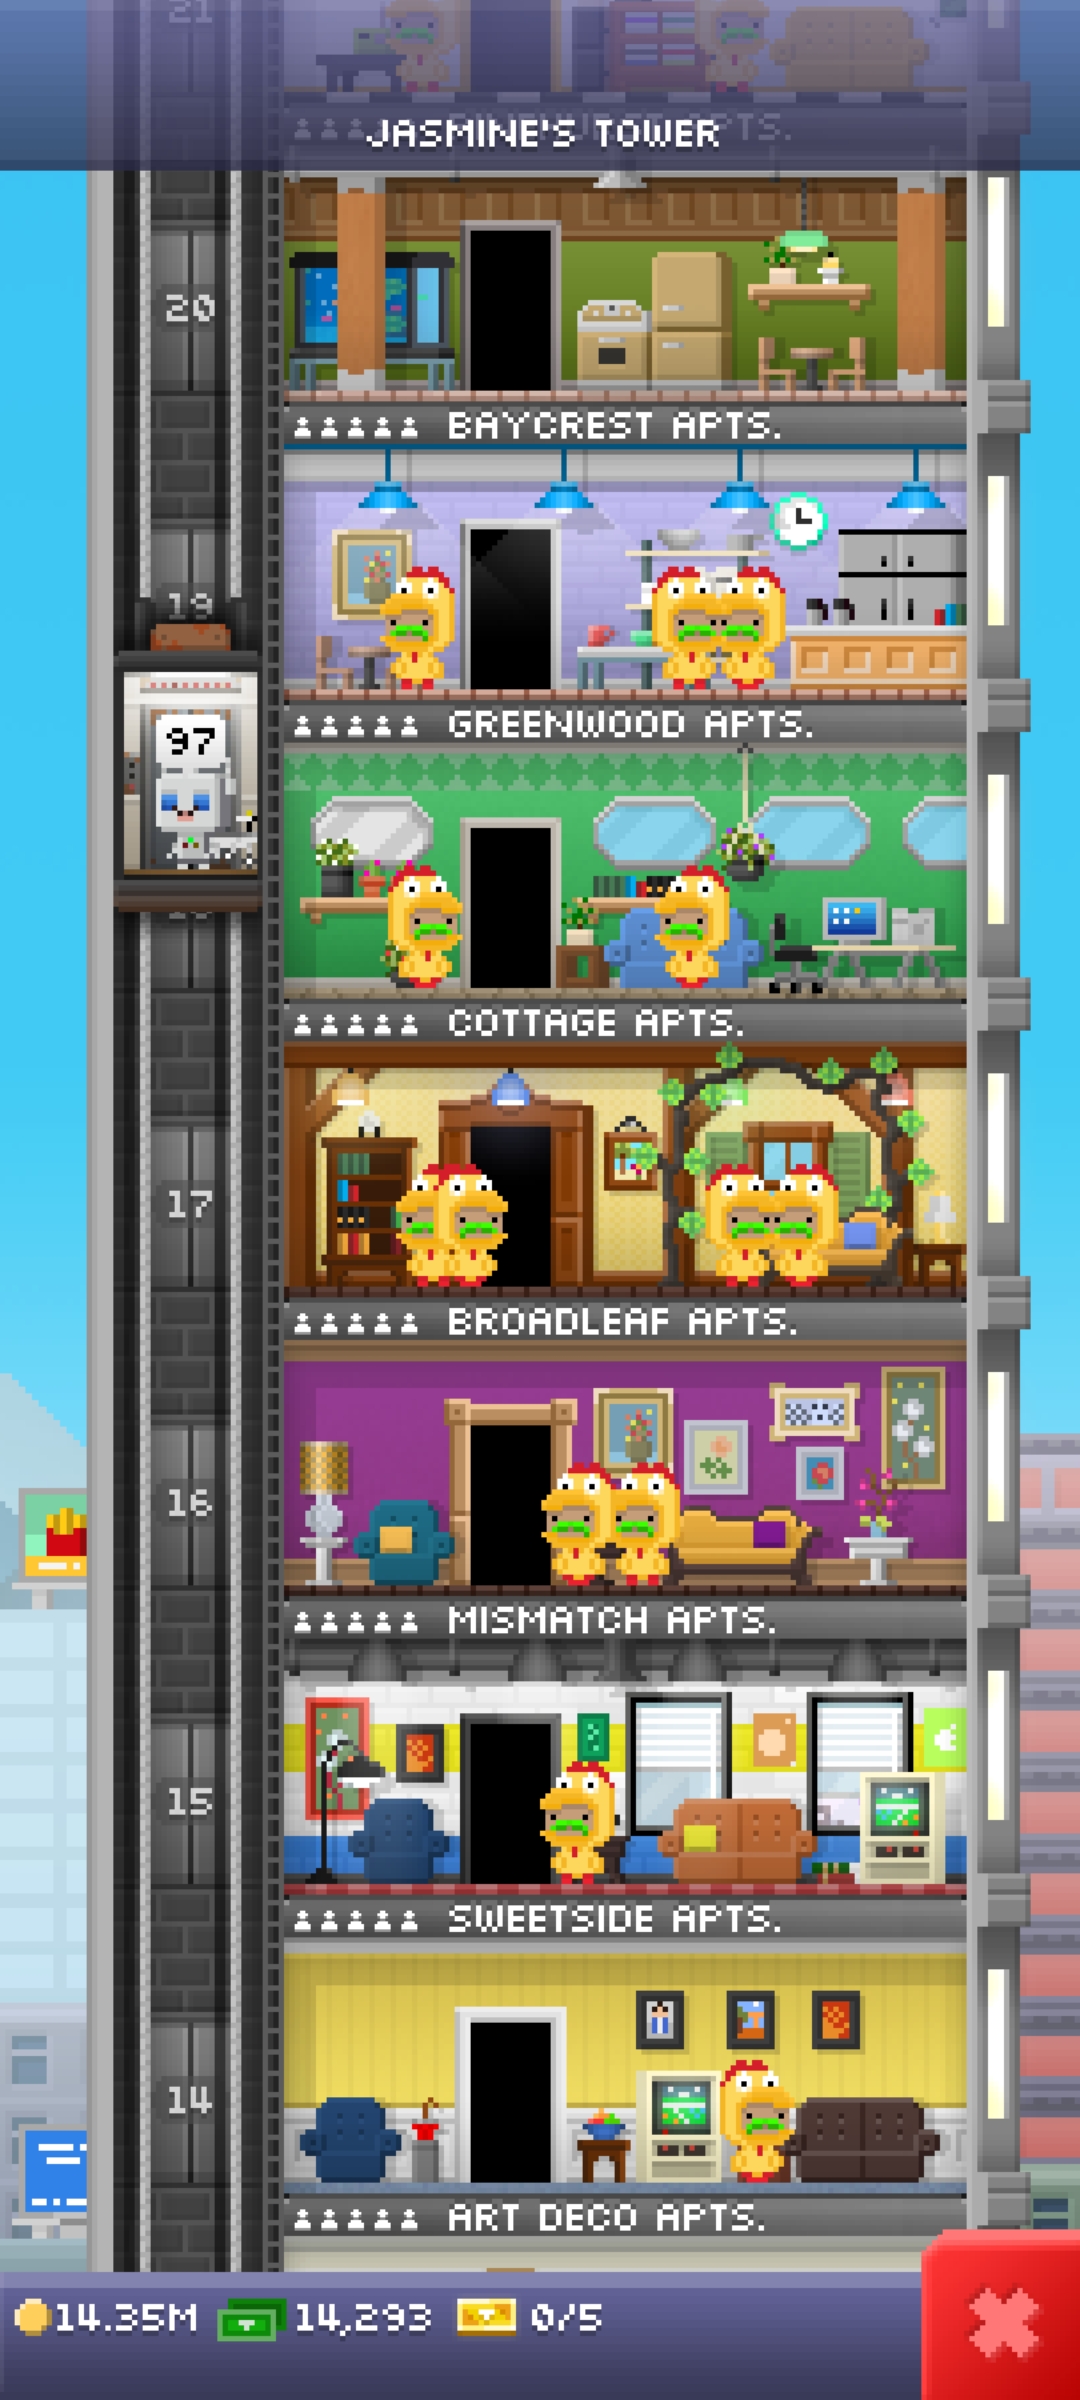 21
JASMINE'S TOWER
20
BAYCREST APTS.
19
GREENWOOD APTS.
97
COTTAGE APTS.
17
BROADLEAF APTS.
16
MISMATCH APTS.
15
SWEETSIDE APTS.
14
ART DECO APTS.
14.35M
14,293
0/5